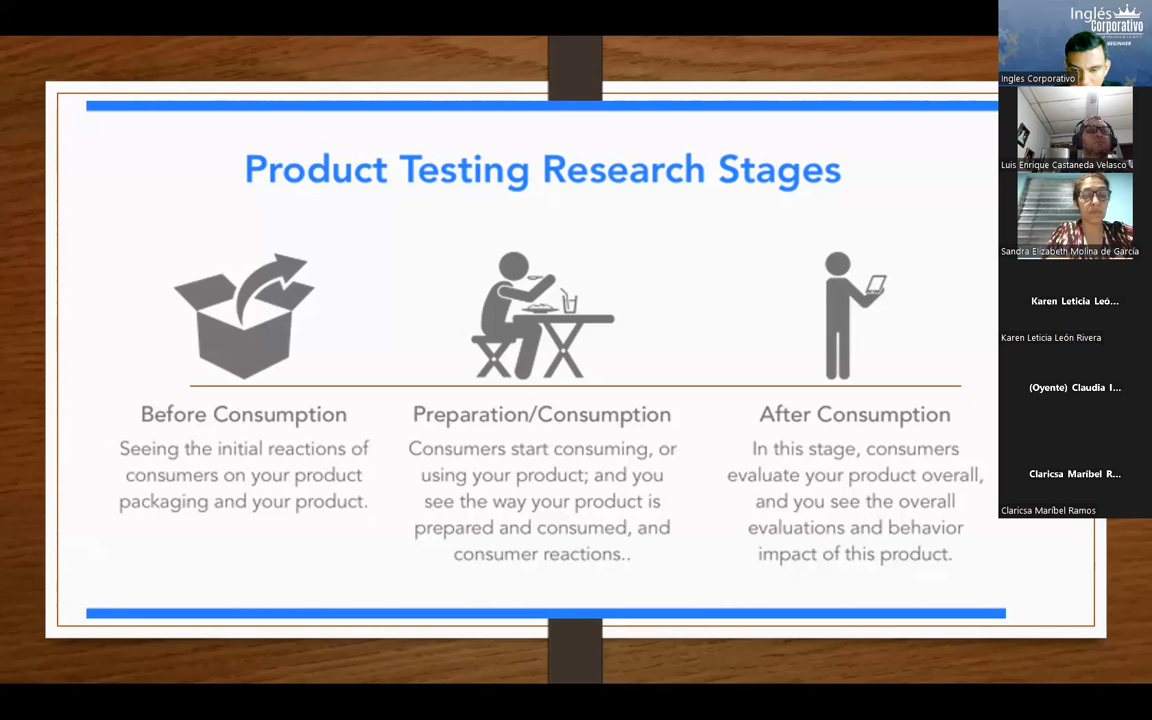 Product Testing Research Stages
Before Consumption
Seeing the initial reactions of
consumers on your product
packaging and your product.
Preparation/Consumption
Consumers start consuming, or
using your product; and you
see the way your product is
prepared and consumed, and
consumer reactions..
After Consumption
In this stage, consumers
evaluate your product overall,
and you see the overall
evaluations and behavior
impact of this product.
Inglés
Corporativo
BEGINNER
Ingles Corporativo
Luis Enrique Castaneda Velasco
Sandra Elizabeth Molina de García
Karen Leticia Leó...
Karen Leticia León Rivera
(Oyente) Claudia I...
Claricsa Maríbel R...
Claricsa Maríbel Ramos